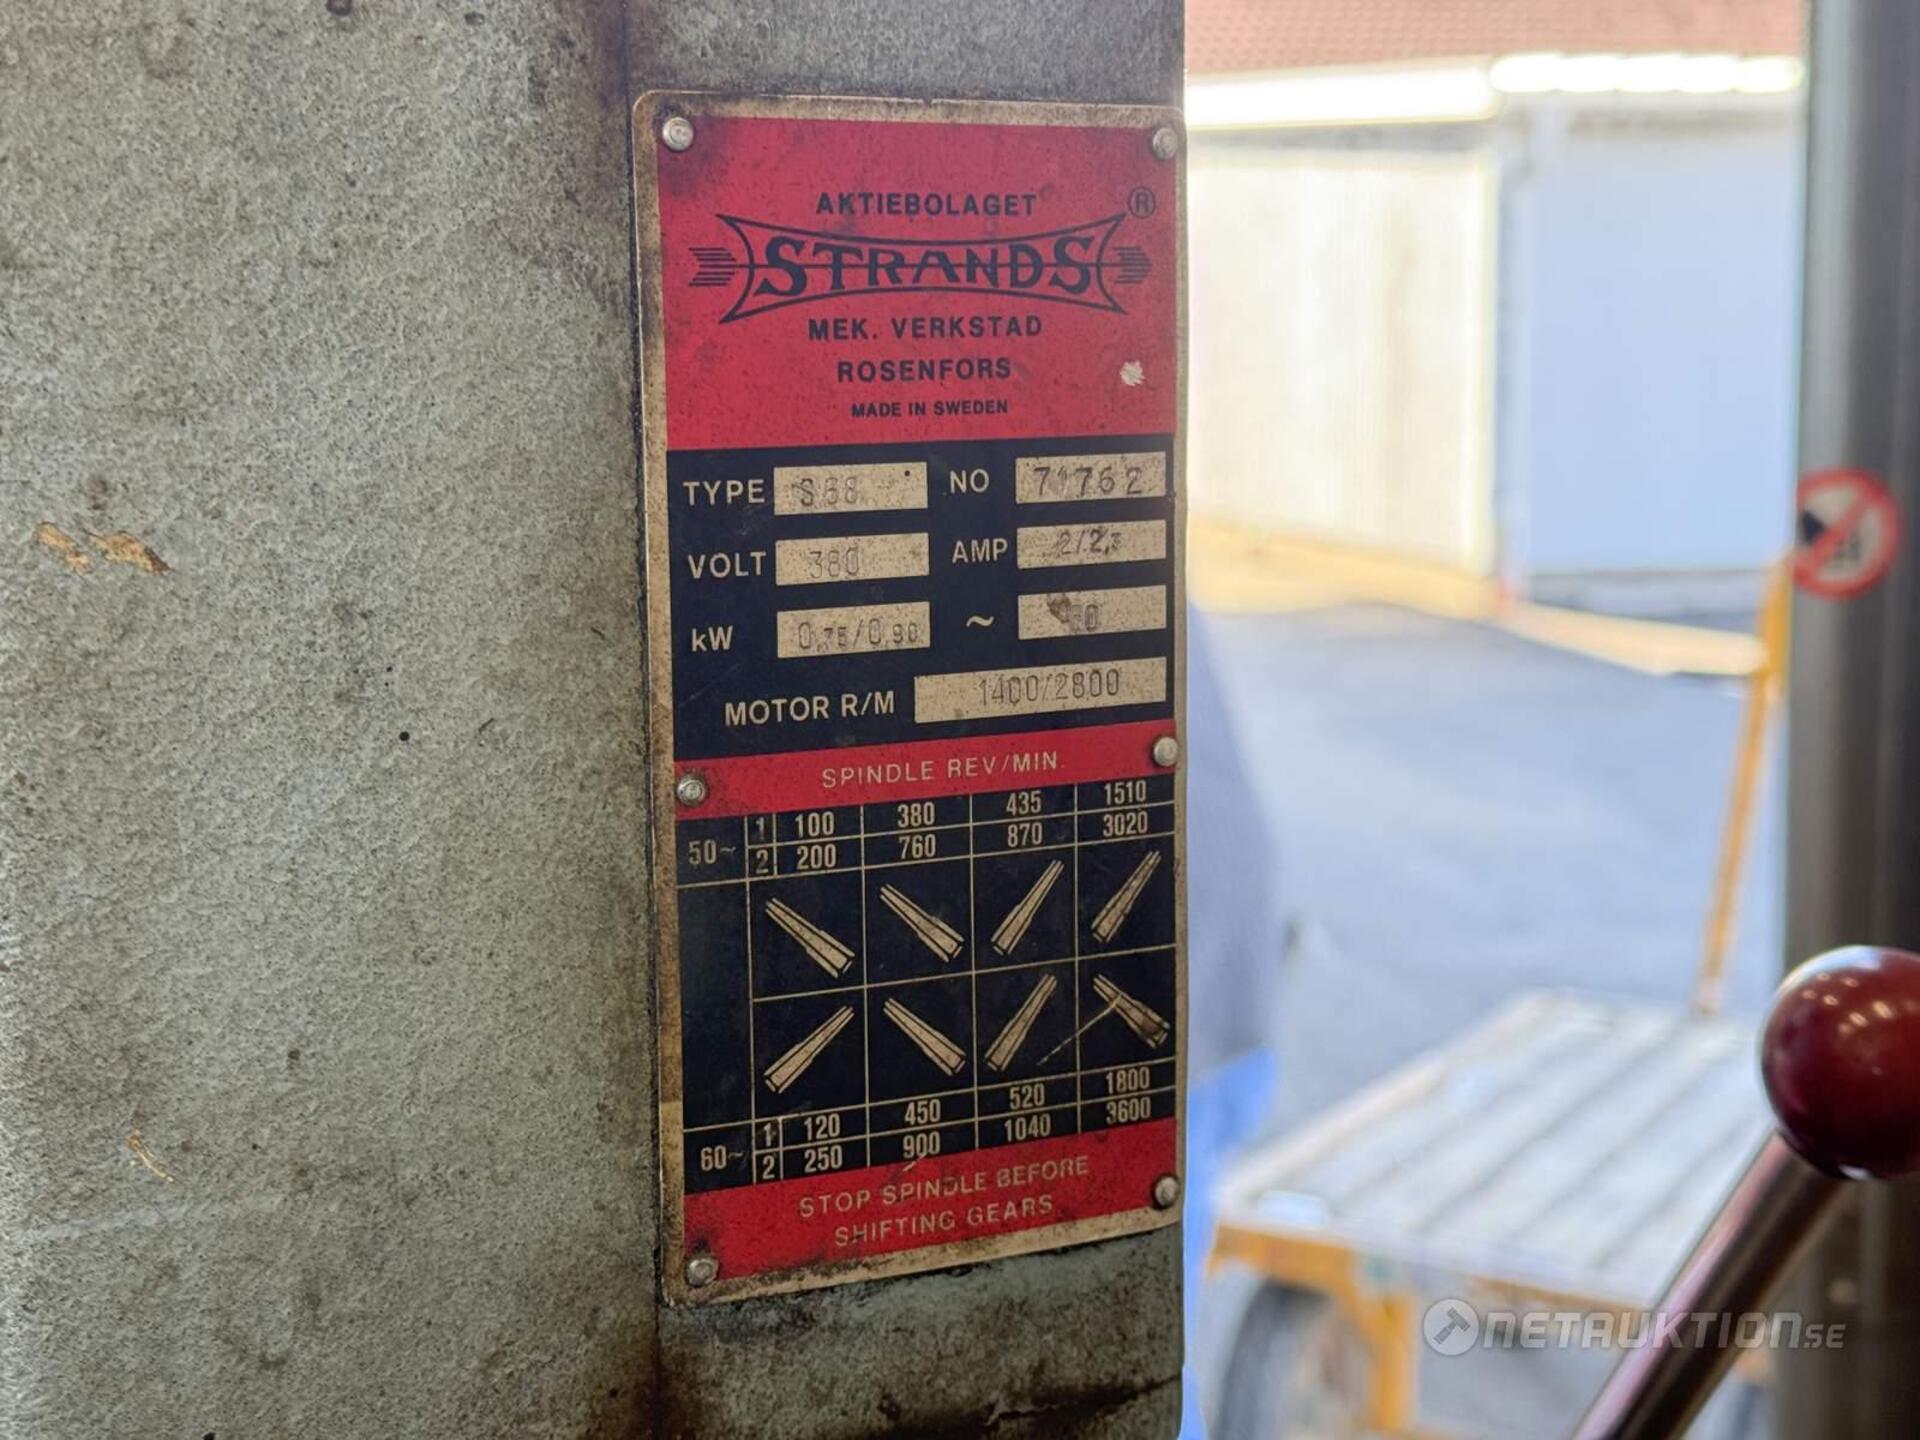 AKTIEBOLAGET ®
STRANDS
MEK. VERKSTAD
ROSENFORS
MADE IN SWEDEN
TYPE S68 NO 71762
VOLT 380 AMP 2/2,3
kW 0,75/0,90 ~ 50
MOTOR R/M 1400/2800
SPINDLE REV/MIN.
50~ 1 100 380 435 1510
2 200 760 870 3020
60~ 1 120 450 520 1800
2 250 900 1040 3600
STOP SPINDLE BEFORE
SHIFTING GEARS
NETAUKTION.SE